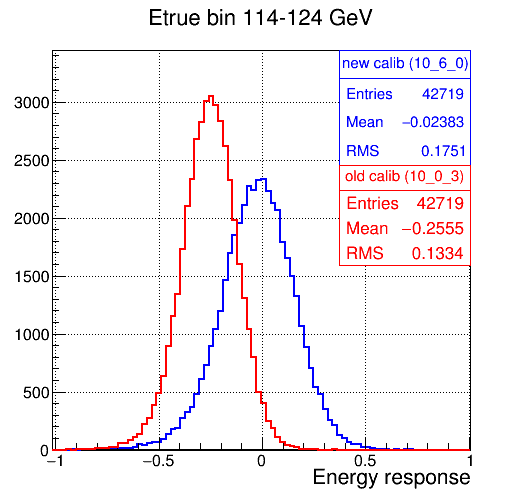 Etrue bin 114-124 GeV
new calib (10_6_0)
Entries 42719
Mean −0.02383
RMS 0.1751
old calib (10_0_3)
Entries 42719
Mean −0.2555
RMS 0.1334
3000
2500
2000
1500
1000
500
0
−1 −0.5 0 0.5 1
Energy response